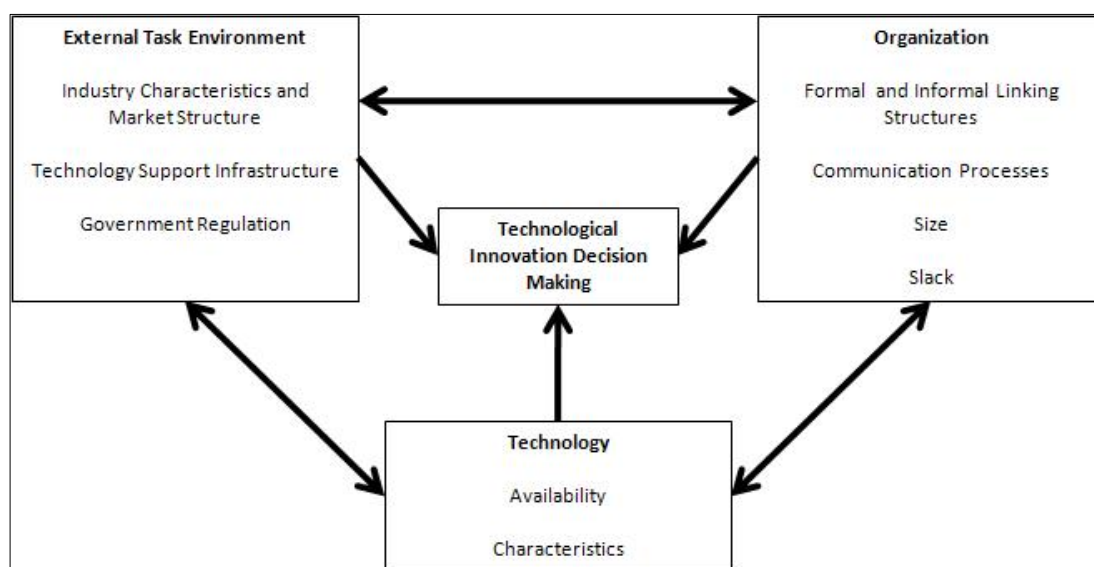 External Task Environment
Industry Characteristics and
Market Structure
Technology Support Infrastructure
Government Regulation
Organization
Formal and Informal Linking
Structures
Communication Processes
Size
Slack
Technological
Innovation Decision
Making
Technology
Availability
Characteristics